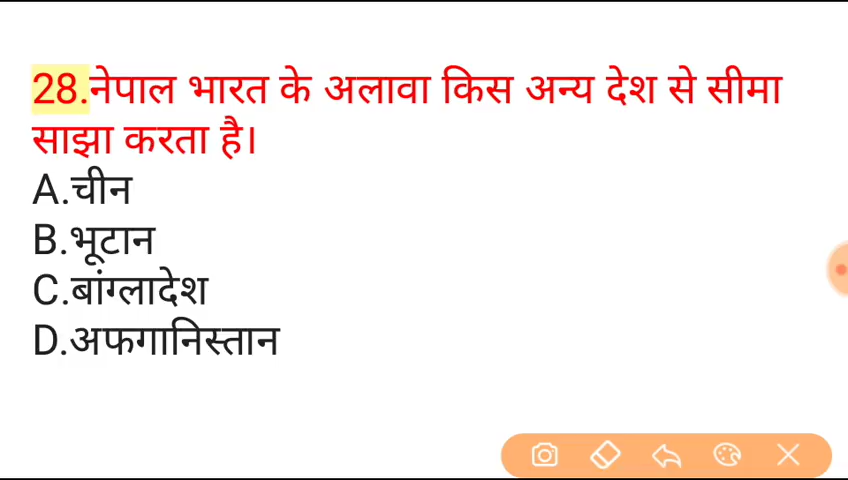 28.नेपाल भारत के अलावा किस अन्य देश से सीमा
साझा करता है।
A.चीन
B.भूटान
C.बांग्लादेश
D.अफगानिस्तान